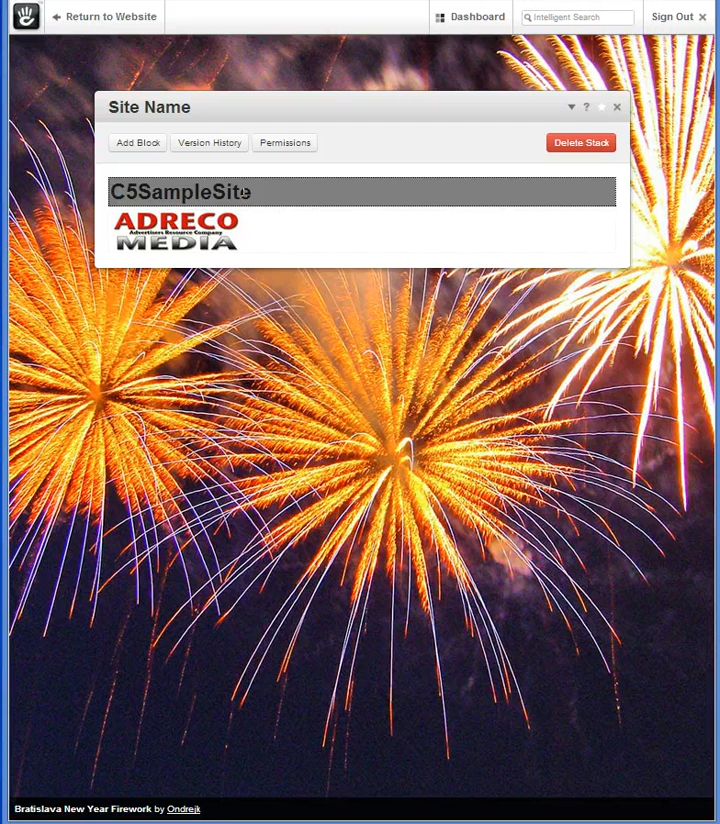 Return to Website
Dashboard
Intelligent Search
Sign Out
Site Name
?
Add Block
Version History
Permissions
Delete Stack
C5SampleSite
ADRECO
Advertisers Resource Company
MEDIA
Bratislava New Year Firework by Ondrejk